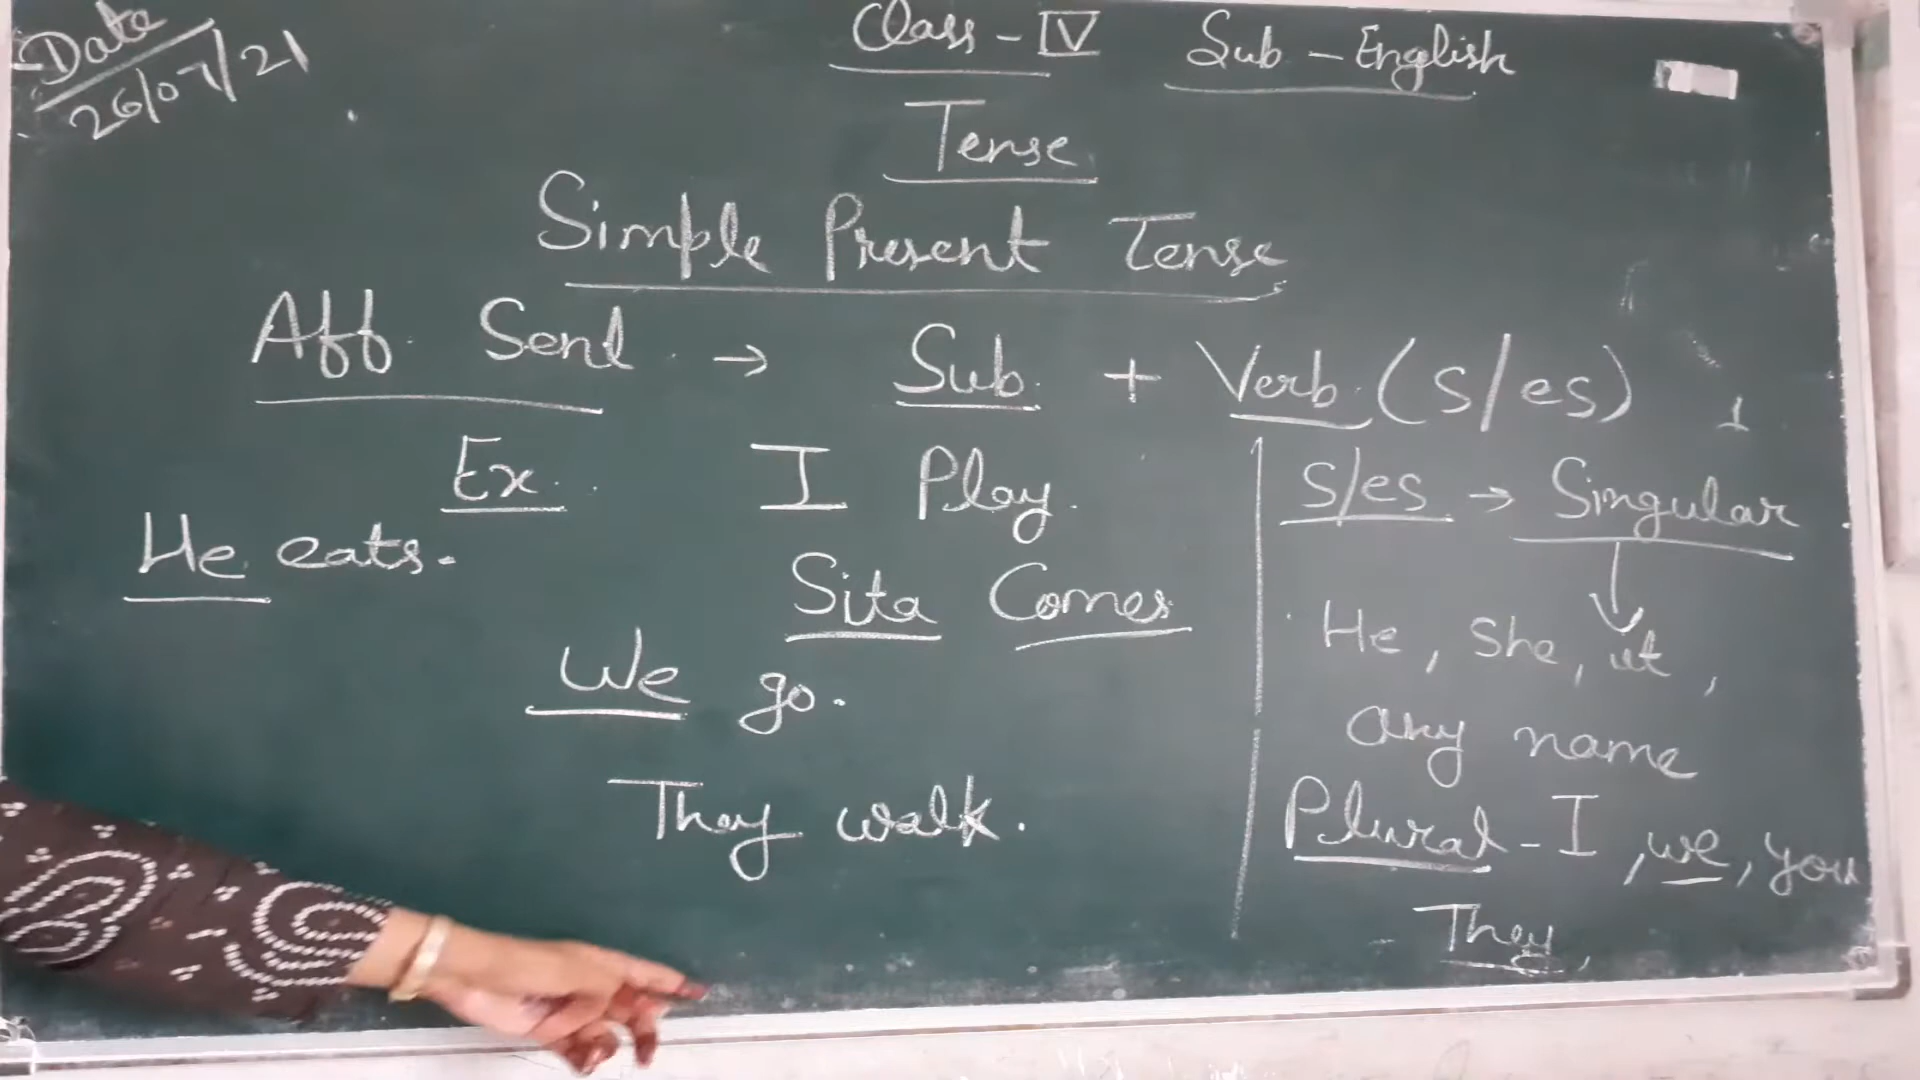 Date
26/07/21
Class - IV Sub - English
Tense
Simple Present Tense
Aff. Sent. → Sub. + Verb (s/es)
Ex. I Play.
He eats.
Sita Comes
We go.
They walk.
s/es → Singular
He, She, it,
any name
Plural - I, we, you
They,